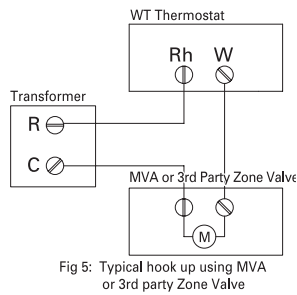 WT Thermostat
Rh W
Transformer
R
C
MVA or 3rd Party Zone Valve
M
Fig 5: Typical hook up using MVA
or 3rd party Zone Valve